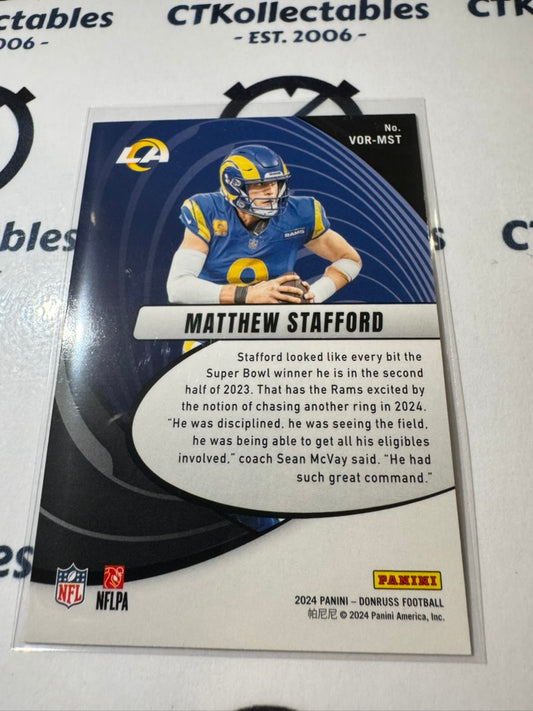 ctables
2006 -
CTKollectables
- EST. 2006 -
CTK
No.
VOR-MST
LA
bles
CT
RAMS
9
MATTHEW STAFFORD
Stafford looked like every bit the
Super Bowl winner he is in the second
half of 2023. That has the Rams excited by
the notion of chasing another ring in 2024.
"He was disciplined, he was seeing the field,
he was being able to get all his eligibles
involved," coach Sean McVay said. "He had
such great command."
es
NFL
NFLPA
PANINI
2024 PANINI – DONRUSS FOOTBALL
帕尼尼 © 2024 Panini America, Inc.